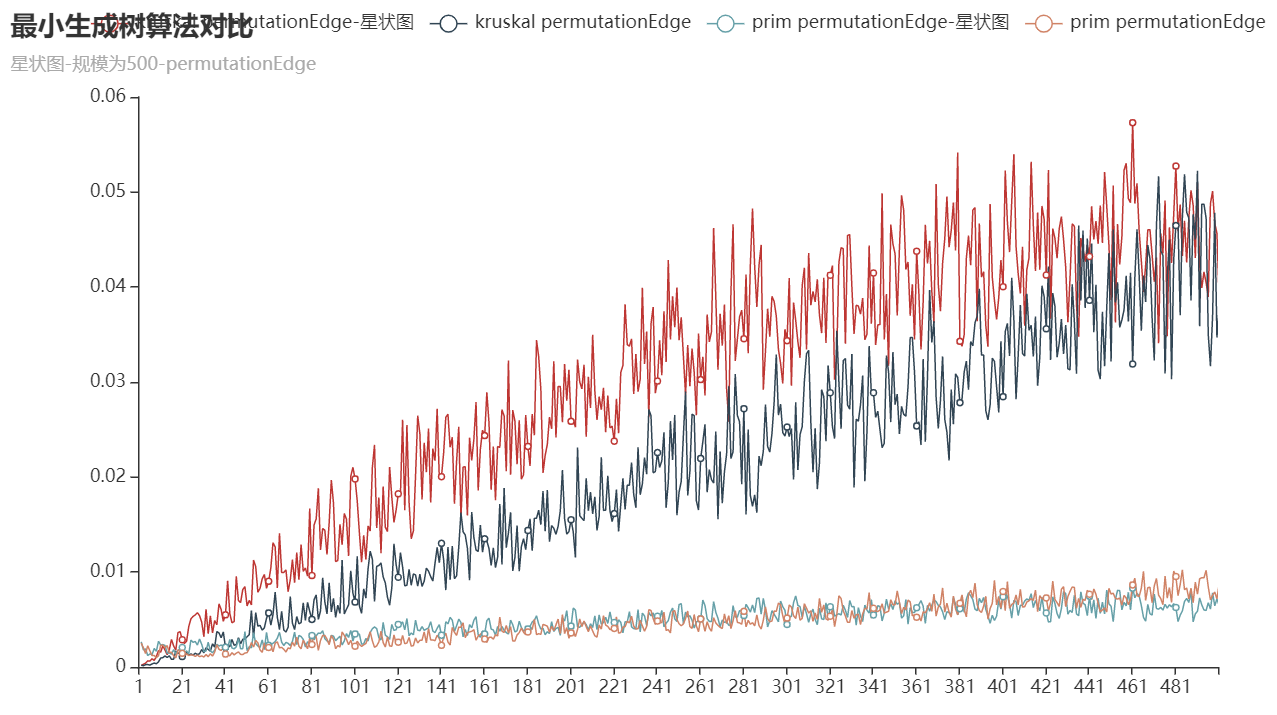 最小生成树算法对比
kruskal permutationEdge-星状图
kruskal permutationEdge
prim permutationEdge-星状图
prim permutationEdge
星状图-规模为500-permutationEdge
0.06
0.05
0.04
0.03
0.02
0.01
0
1 21 41 61 81 101 121 141 161 181 201 221 241 261 281 301 321 341 361 381 401 421 441 461 481